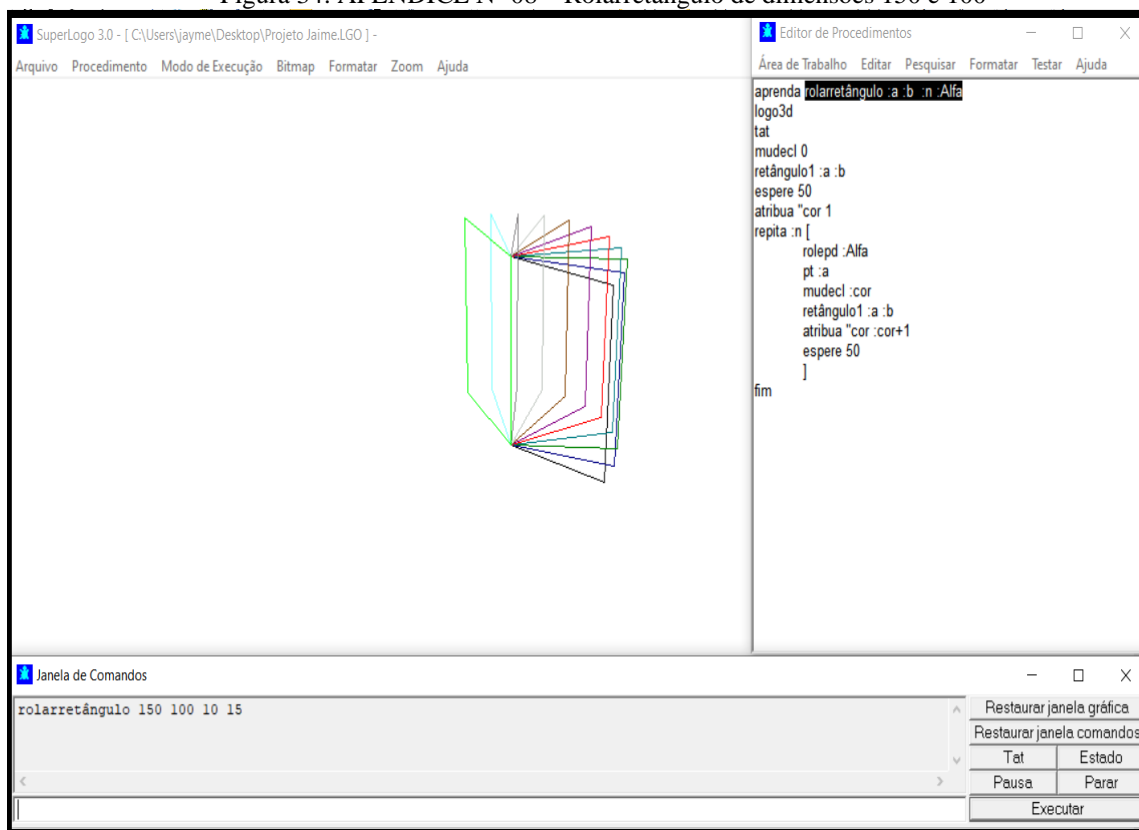 Figura 34: APÊNDICE Nº 08 – Rolarretângulo de dimensões 150 e 100
SuperLogo 3.0 - [ C:\Users\jayme\Desktop\Projeto Jaime.LGO ] -
Arquivo Procedimento Modo de Execução Bitmap Formatar Zoom Ajuda
Editor de Procedimentos
Área de Trabalho Editar Pesquisar Formatar Testar Ajuda
aprenda rolarretângulo :a :b :n :Alfa
logo3d
tat
mudecl 0
retângulo1 :a :b
espere 50
atribua "cor 1
repita :n [
rolepd :Alfa
pt :a
mudecl :cor
retângulo1 :a :b
atribua "cor :cor+1
espere 50
]
fim
Janela de Comandos
rolarretângulo 150 100 10 15
Restaurar janela gráfica
Restaurar janela comandos
Tat Estado
Pausa Parar
Executar